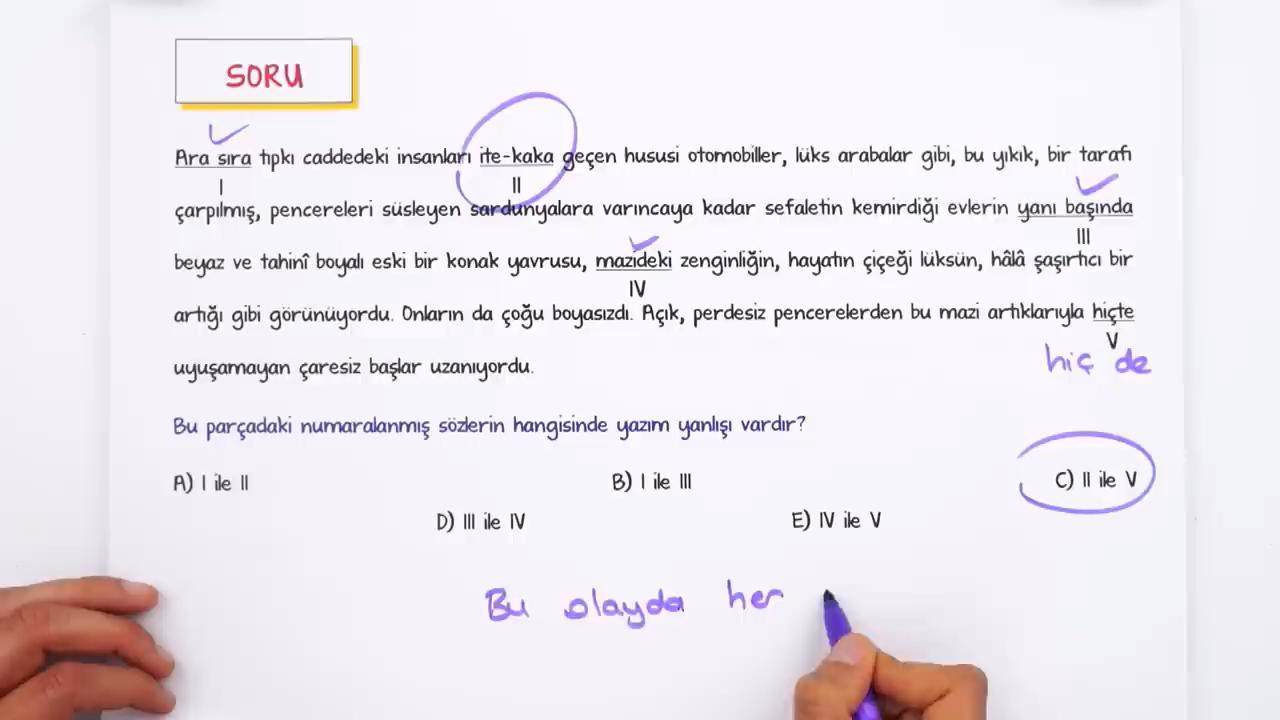 SORU
Ara sıra tıpkı caddedeki insanları ite-kaka geçen hususi otomobiller, lüks arabalar gibi, bu yıkık, bir tarafı
I II
çarpılmış, pencereleri süsleyen sardunyalara varıncaya kadar sefaletin kemirdiği evlerin yanı başında
III
beyaz ve tahinî boyalı eski bir konak yavrusu, mazideki zenginliğin, hayatın çiçeği lüksün, hâlâ şaşırtıcı bir
IV
artığı gibi görünüyordu. Onların da çoğu boyasızdı. Açık, perdesiz pencerelerden bu mazi artıklarıyla hiçte
V
hiç de
uyuşamayan çaresiz başlar uzanıyordu.
Bu parçadaki numaralanmış sözlerin hangisinde yazım yanlışı vardır?
A) I ile II B) I ile III C) II ile V
D) III ile IV E) IV ile V
Bu olayda her